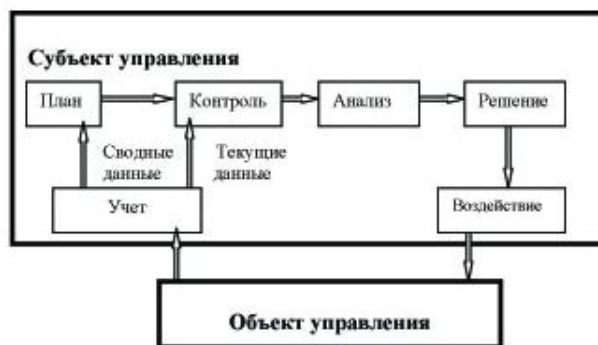 Субъект управления
План
Контроль
Анализ
Решение
Сводные
данные
Текущие
данные
Учет
Воздействие
Объект управления